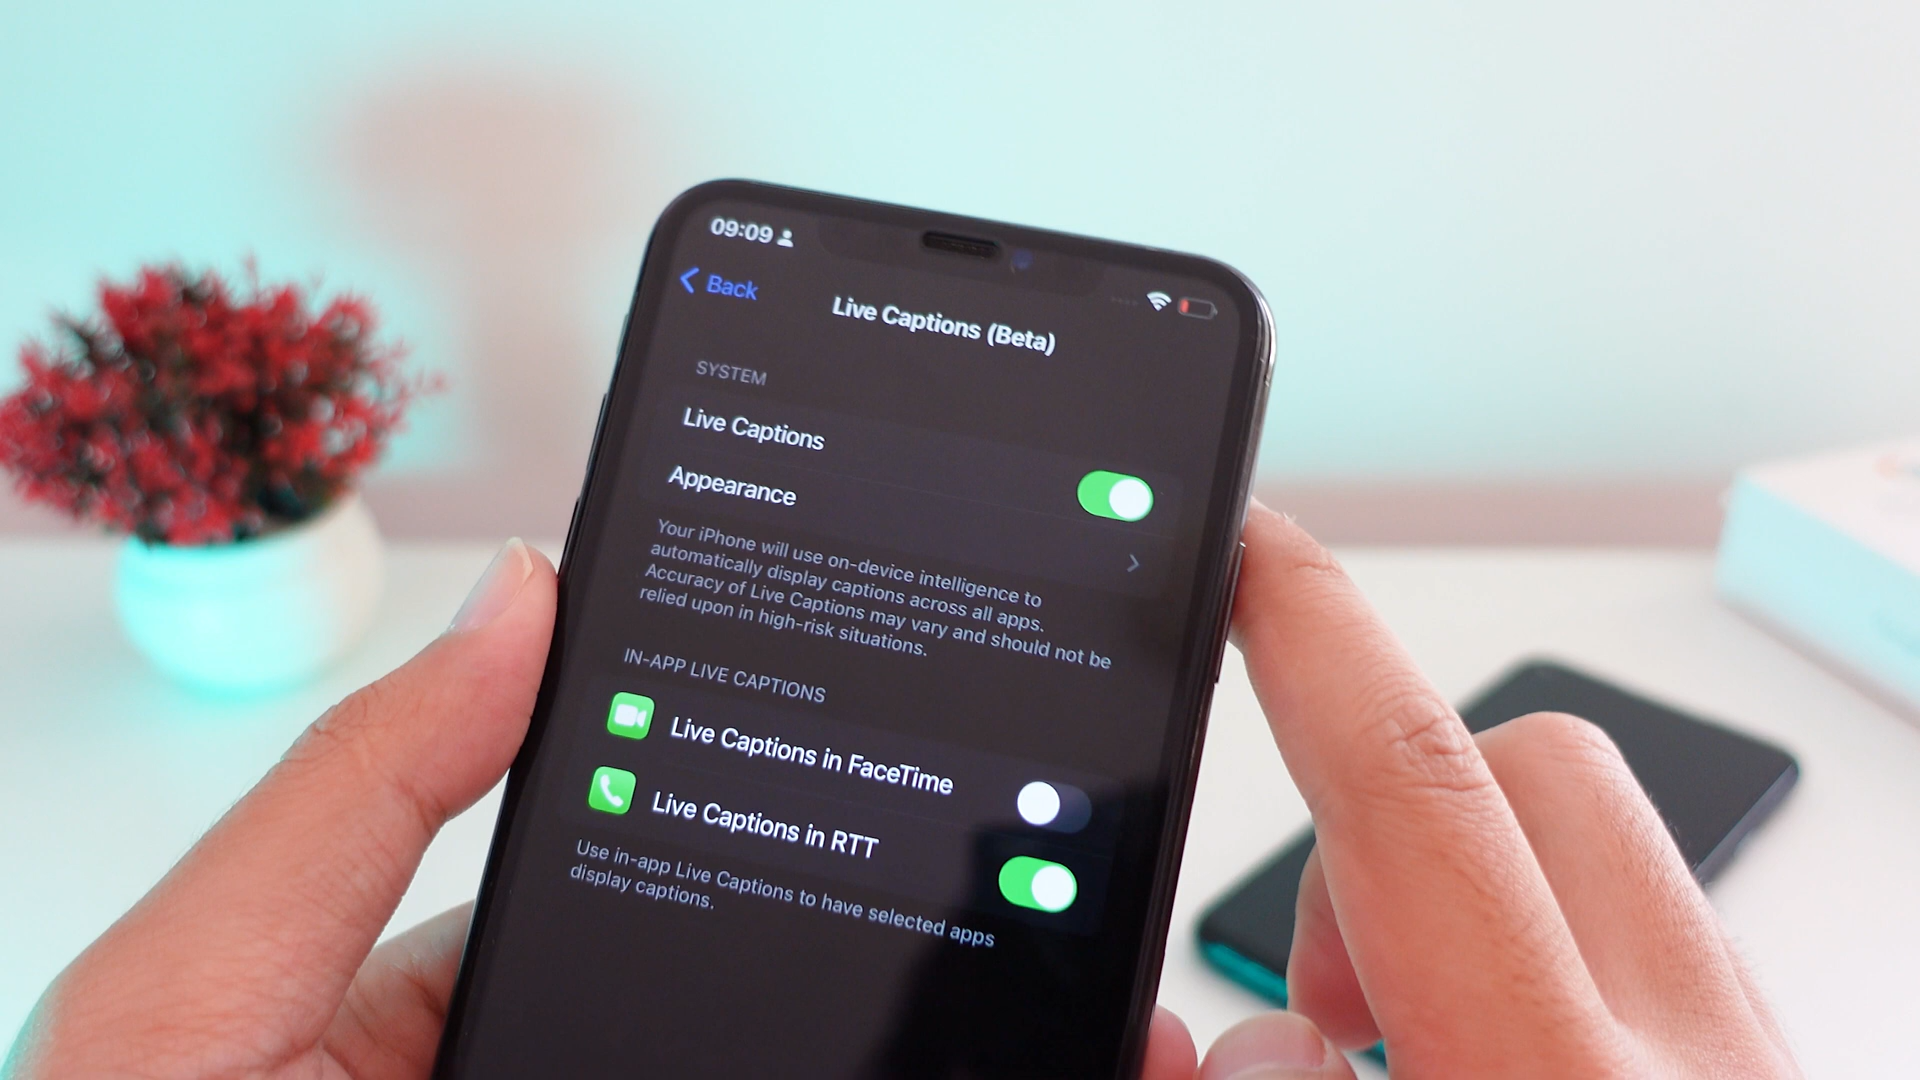 09:09
Back
Live Captions (Beta)
SYSTEM
Live Captions
Appearance
Your iPhone will use on-device intelligence to
automatically display captions across all apps.
Accuracy of Live Captions may vary and should not be
relied upon in high-risk situations.
IN-APP LIVE CAPTIONS
Live Captions in FaceTime
Live Captions in RTT
Use in-app Live Captions to have selected apps
display captions.